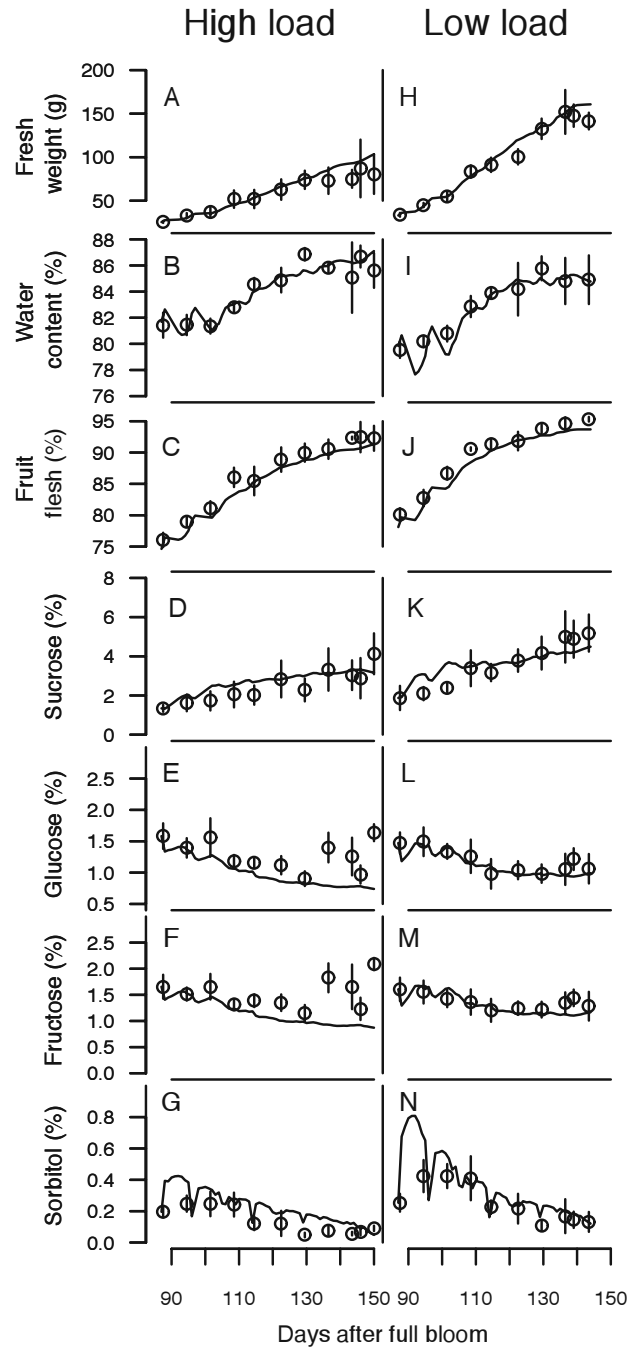 High load Low load
Fresh weight (g)
200
150
100
50
A
H
Water content (%)
88
86
84
82
80
78
76
B
I
Fruit flesh (%)
95
90
85
80
75
C
J
Sucrose (%)
8
6
4
2
0
D
K
Glucose (%)
2.5
2.0
1.5
1.0
0.5
E
L
Fructose (%)
2.5
2.0
1.5
1.0
0.5
0.0
F
M
Sorbitol (%)
0.8
0.6
0.4
0.2
0.0
G
N
90 110 130 150 90 110 130 150
Days after full bloom